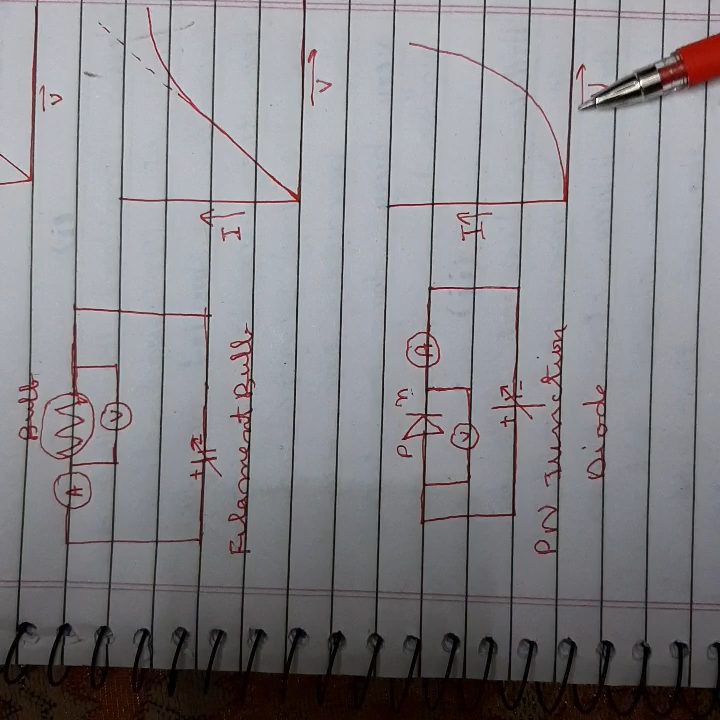 V
Bulb
A
V
+
Filament Bulb
I
V
P n
A
V
+
PN Junction
Diode
I
V